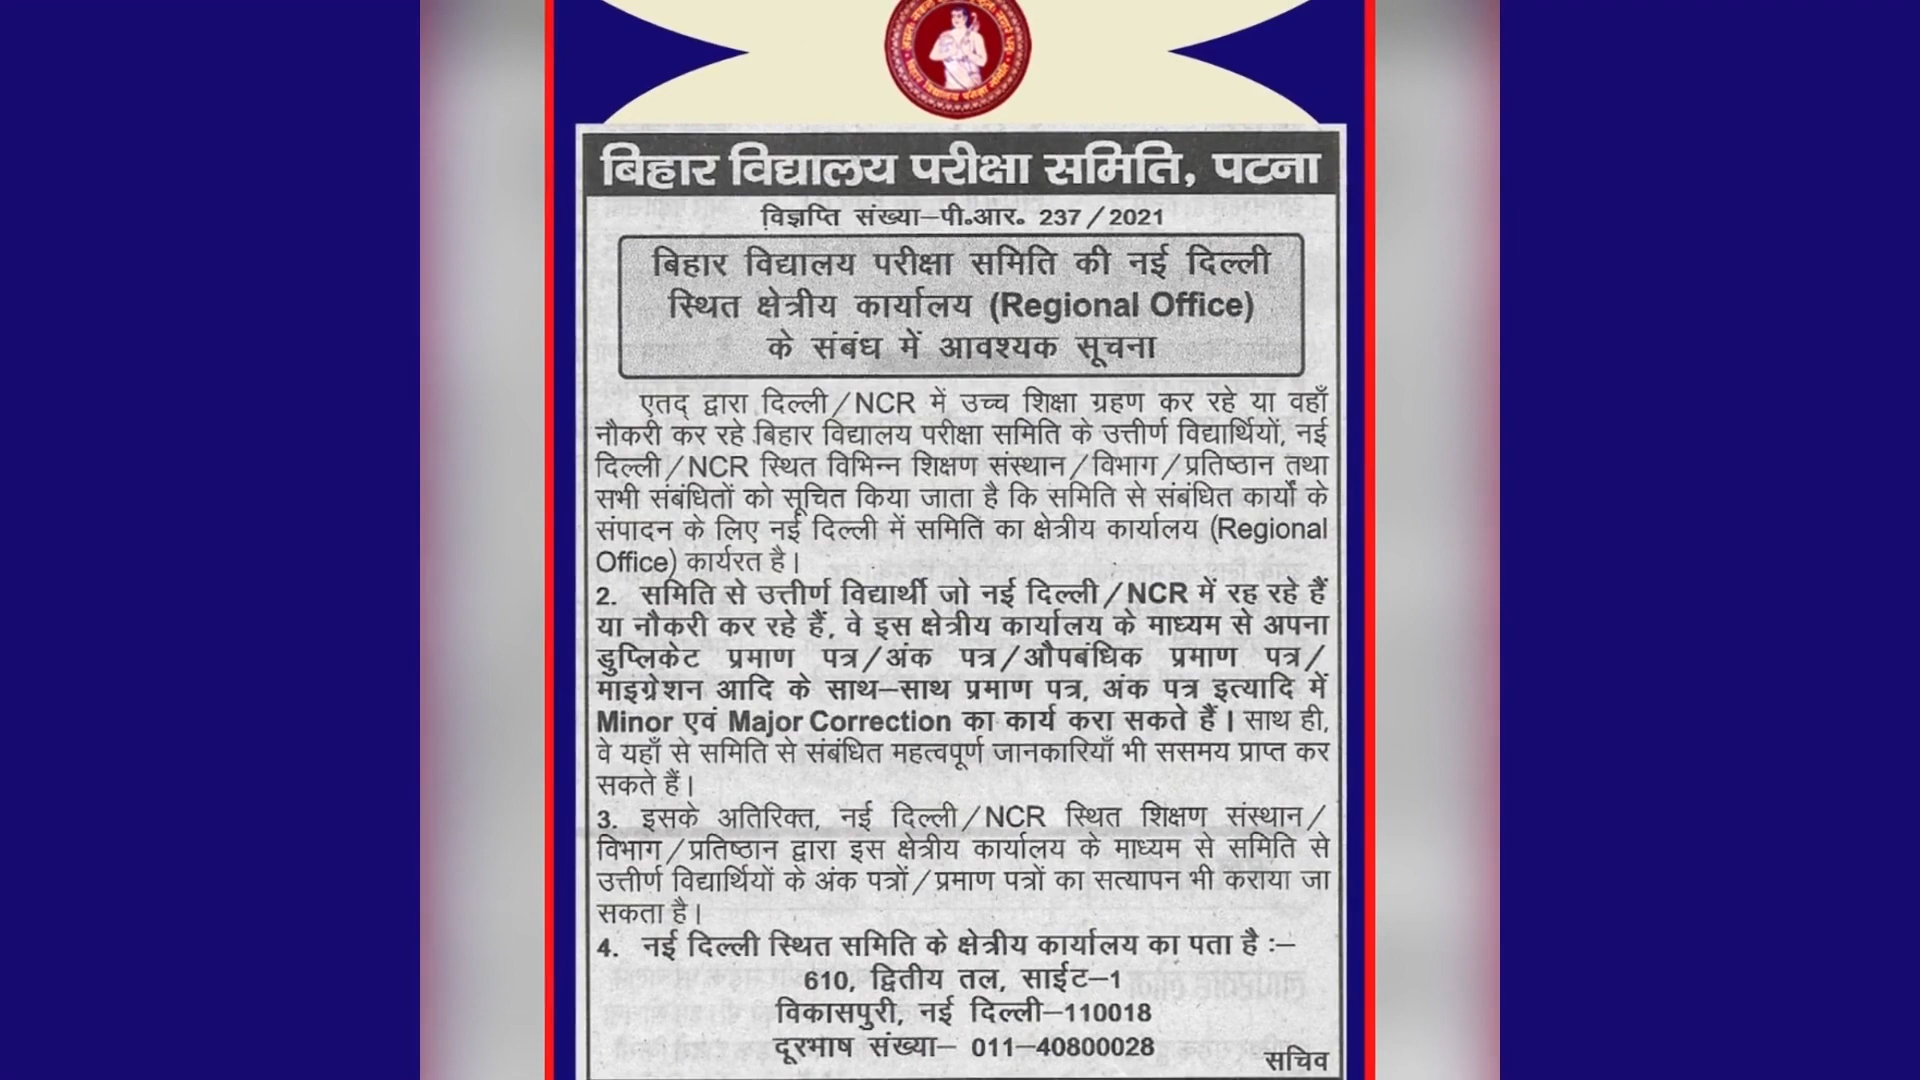 बिहार विद्यालय परीक्षा समिति
बिहार विद्यालय परीक्षा समिति, पटना
विज्ञप्ति संख्या–पी॰आर॰ 237/2021
बिहार विद्यालय परीक्षा समिति की नई दिल्ली
स्थित क्षेत्रीय कार्यालय (Regional Office)
के संबंध में आवश्यक सूचना
एतद् द्वारा दिल्ली/NCR में उच्च शिक्षा ग्रहण कर रहे या वहाँ
नौकरी कर रहे बिहार विद्यालय परीक्षा समिति के उत्तीर्ण विद्यार्थियों, नई
दिल्ली/NCR स्थित विभिन्न शिक्षण संस्थान/विभाग/प्रतिष्ठान तथा
सभी संबंधितों को सूचित किया जाता है कि समिति से संबंधित कार्यों के
संपादन के लिए नई दिल्ली में समिति का क्षेत्रीय कार्यालय (Regional
Office) कार्यरत है।
2. समिति से उत्तीर्ण विद्यार्थी जो नई दिल्ली/NCR में रह रहे हैं
या नौकरी कर रहे हैं, वे इस क्षेत्रीय कार्यालय के माध्यम से अपना
डुप्लिकेट प्रमाण पत्र/अंक पत्र/औपबंधिक प्रमाण पत्र/
माइग्रेशन आदि के साथ–साथ प्रमाण पत्र, अंक पत्र इत्यादि में
Minor एवं Major Correction का कार्य करा सकते हैं। साथ ही,
वे यहाँ से समिति से संबंधित महत्वपूर्ण जानकारियाँ भी ससमय प्राप्त कर
सकते हैं।
3. इसके अतिरिक्त, नई दिल्ली/NCR स्थित शिक्षण संस्थान/
विभाग/प्रतिष्ठान द्वारा इस क्षेत्रीय कार्यालय के माध्यम से समिति से
उत्तीर्ण विद्यार्थियों के अंक पत्रों/प्रमाण पत्रों का सत्यापन भी कराया जा
सकता है।
4. नई दिल्ली स्थित समिति के क्षेत्रीय कार्यालय का पता है :–
610, द्वितीय तल, साईट–1
विकासपुरी, नई दिल्ली–110018
दूरभाष संख्या– 011–40800028
सचिव